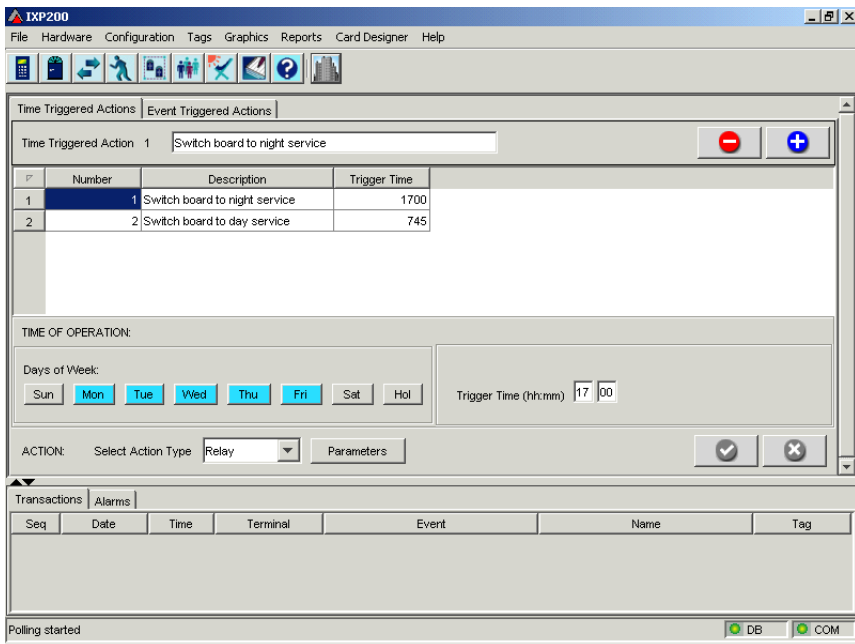 IXP200
File Hardware Configuration Tags Graphics Reports Card Designer Help
Time Triggered Actions Event Triggered Actions
Time Triggered Action 1 Switch board to night service
Number Description Trigger Time
1 1 Switch board to night service 1700
2 2 Switch board to day service 745
TIME OF OPERATION:
Days of Week:
Sun Mon Tue Wed Thu Fri Sat Hol
Trigger Time (hh:mm) 17 00
ACTION: Select Action Type Relay Parameters
Transactions Alarms
Seq Date Time Terminal Event Name Tag
Polling started DB COM